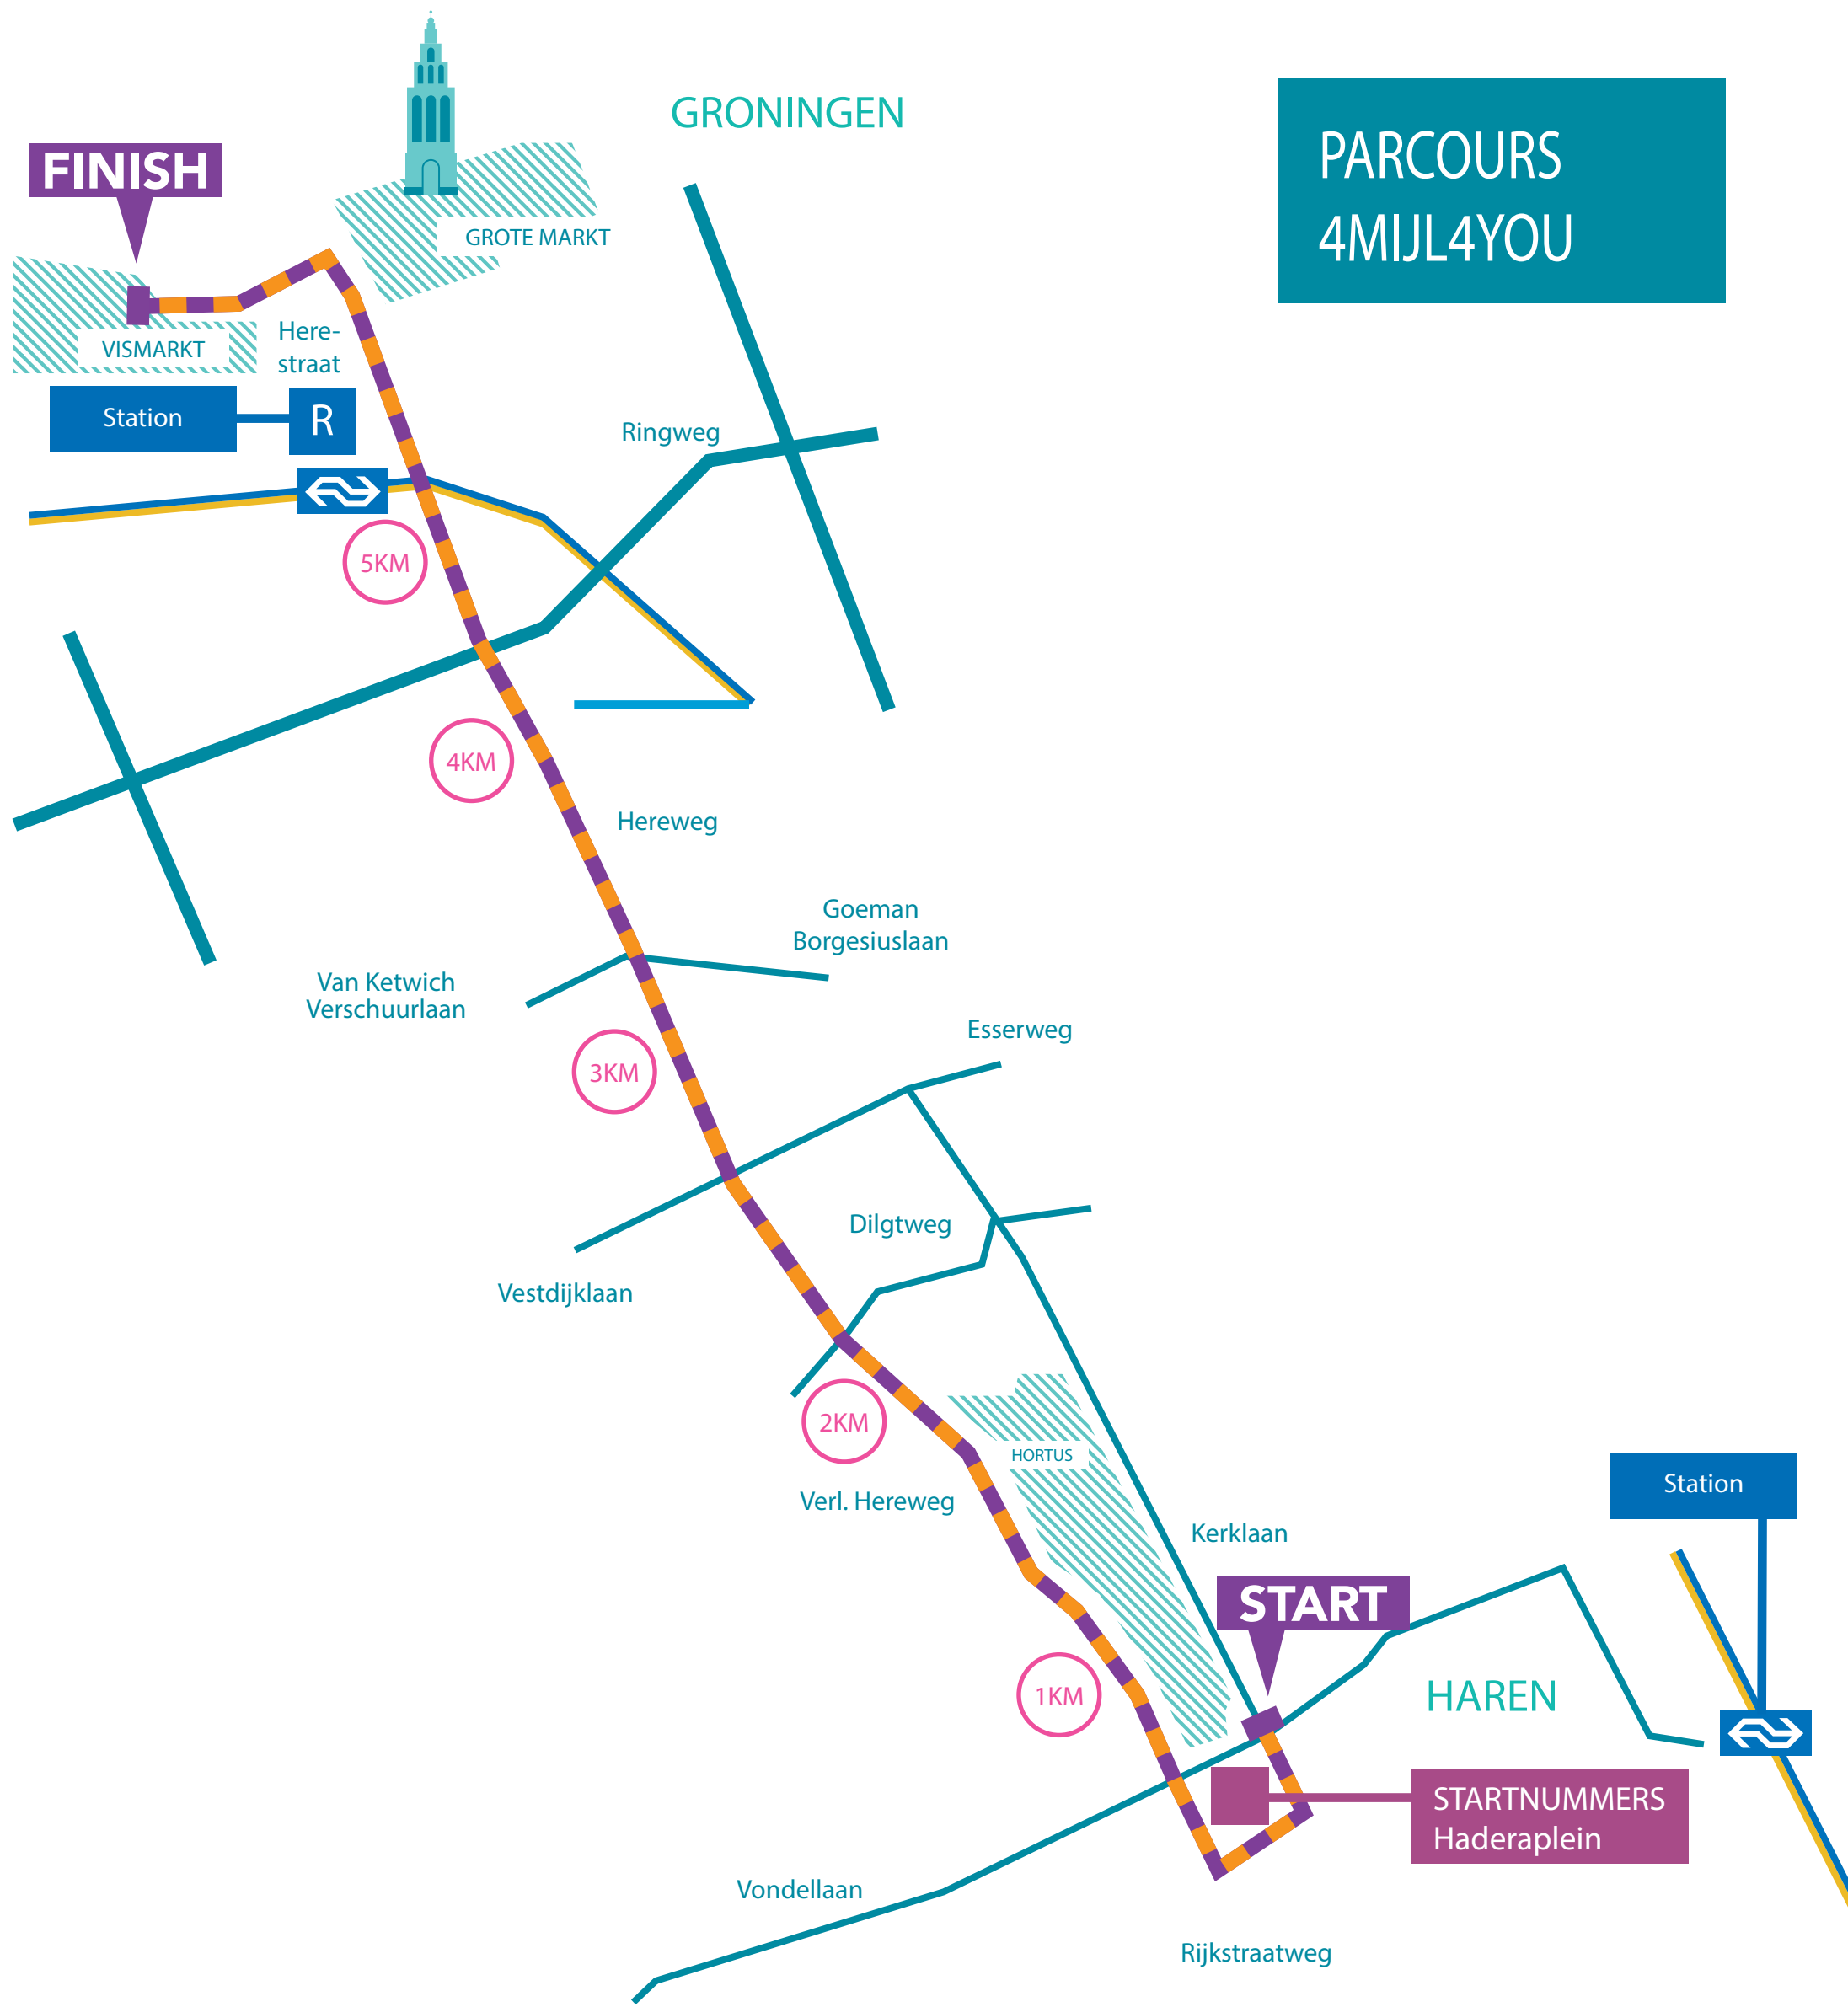 GRONINGEN
PARCOURS
4MIJL4YOU
FINISH
GROTE MARKT
VISMARKT
Here-
straat
Station
R
Ringweg
5KM
4KM
Hereweg
Goeman
Borgesiuslaan
Van Ketwich
Verschuurlaan
3KM
Esserweg
Dilgtweg
Vestdijklaan
2KM
HORTUS
Verl. Hereweg
Station
Kerklaan
START
1KM
HAREN
STARTNUMMERS
Haderaplein
Vondellaan
Rijkstraatweg